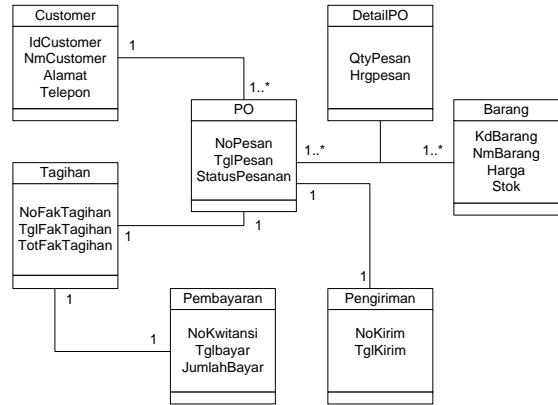 Customer
IdCustomer
NmCustomer
Alamat
Telepon
1
1..*
DetailPO
QtyPesan
Hrgpesan
PO
NoPesan
TglPesan
StatusPesanan
1..*
1..*
Barang
KdBarang
NmBarang
Harga
Stok
Tagihan
NoFakTagihan
TglFakTagihan
TotFakTagihan
1
1
1
1
Pembayaran
NoKwitansi
Tglbayar
JumlahBayar
1
1
Pengiriman
NoKirim
TglKirim